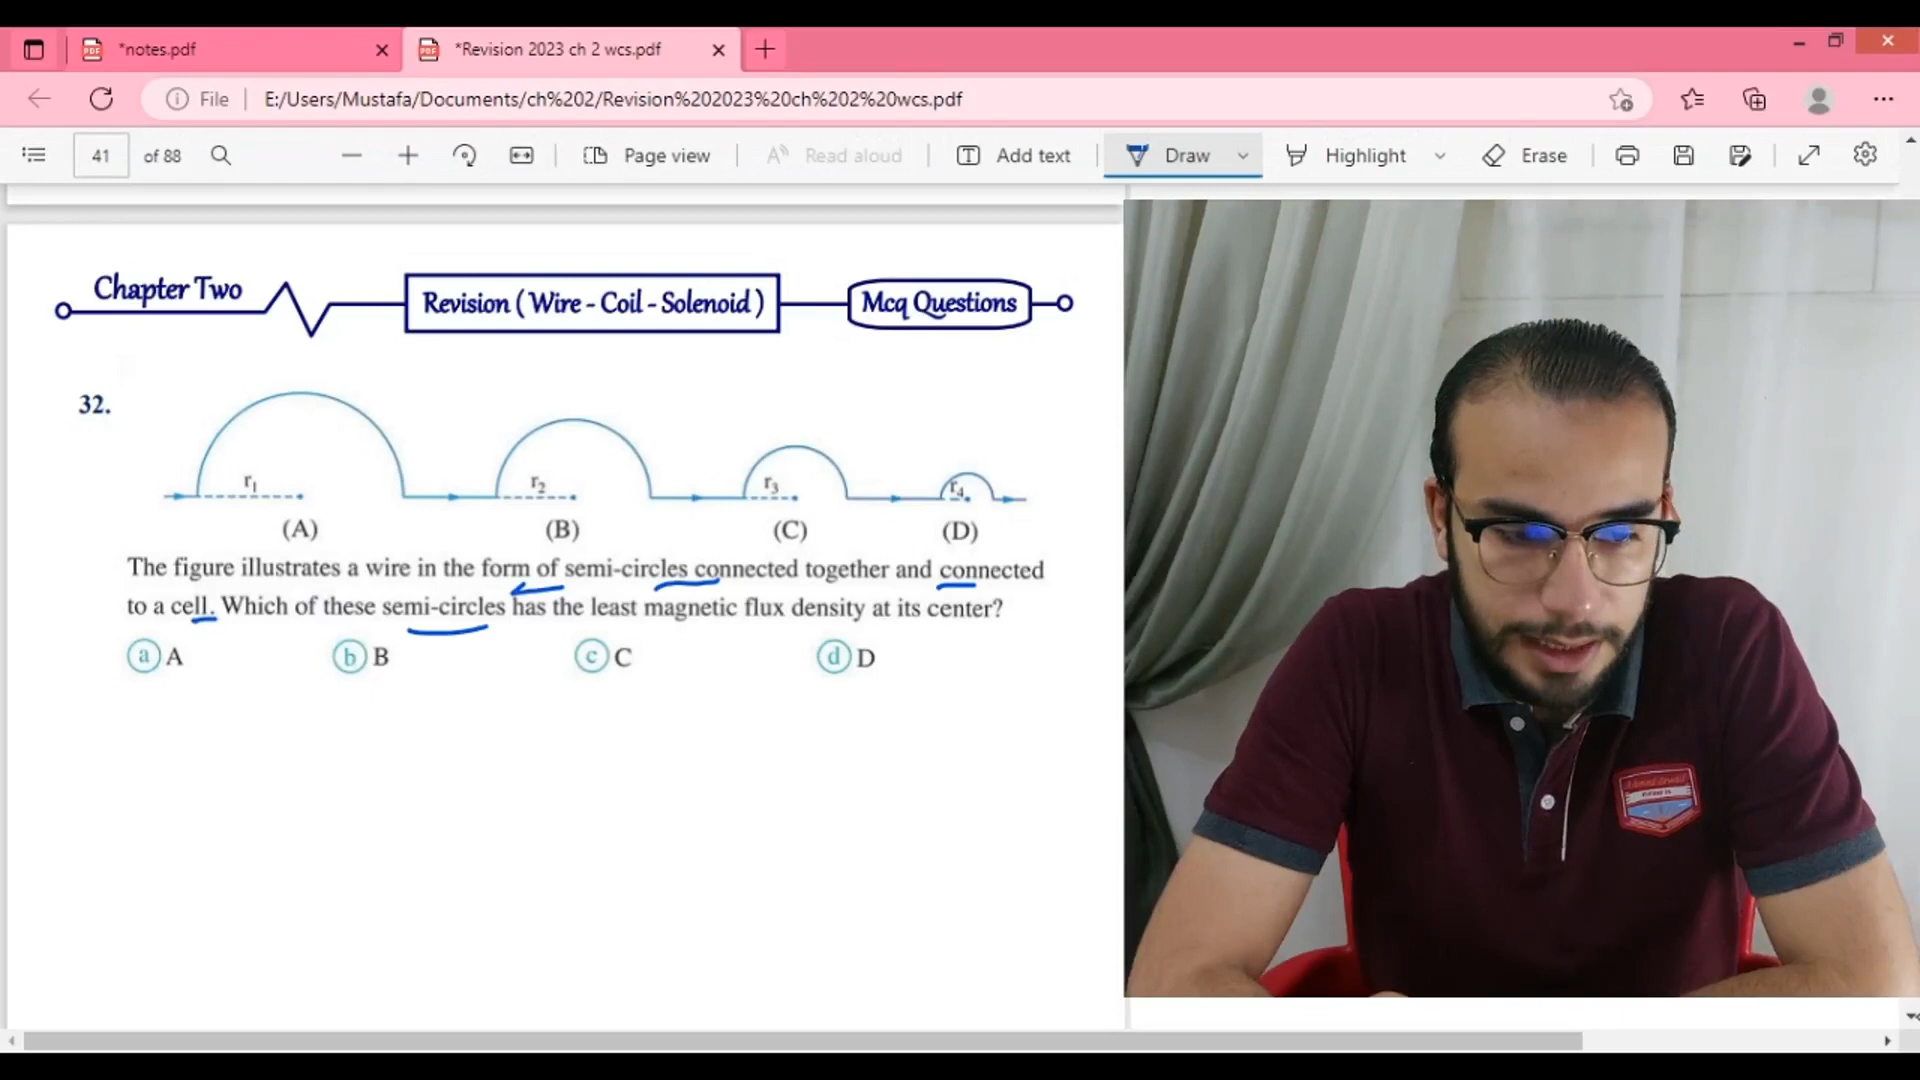 *notes.pdf
*Revision 2023 ch 2 wcs.pdf
File
E:/Users/Mustafa/Documents/ch%202/Revision%202023%20ch%202%20wcs.pdf
41 of 88
Page view
Read aloud
Add text
Draw
Highlight
Erase
Chapter Two
Revision ( Wire - Coil - Solenoid )
Mcq Questions
32.
r1 r2 r3 r4
(A) (B) (C) (D)
The figure illustrates a wire in the form of semi-circles connected together and connected
to a cell. Which of these semi-circles has the least magnetic flux density at its center?
a A b B c C d D